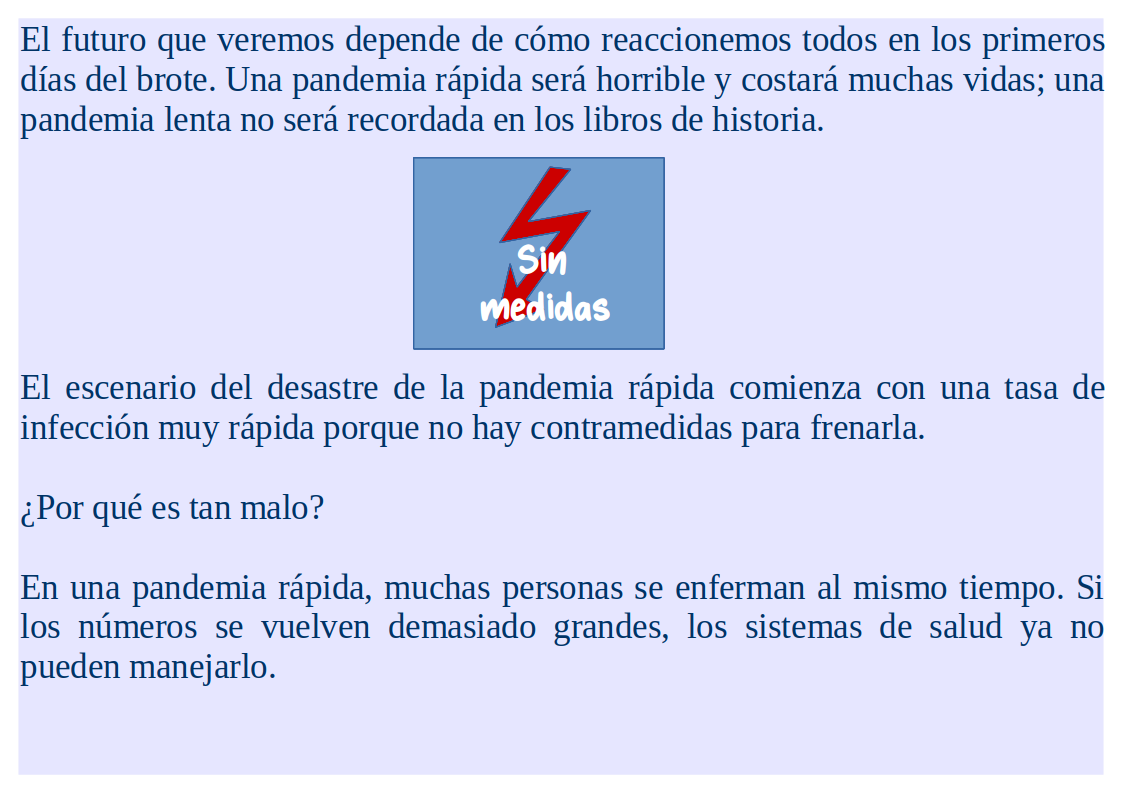 El futuro que veremos depende de cómo reaccionemos todos en los primeros
días del brote. Una pandemia rápida será horrible y costará muchas vidas; una
pandemia lenta no será recordada en los libros de historia.
Sin
medidas
El escenario del desastre de la pandemia rápida comienza con una tasa de
infección muy rápida porque no hay contramedidas para frenarla.
¿Por qué es tan malo?
En una pandemia rápida, muchas personas se enferman al mismo tiempo. Si
los números se vuelven demasiado grandes, los sistemas de salud ya no
pueden manejarlo.